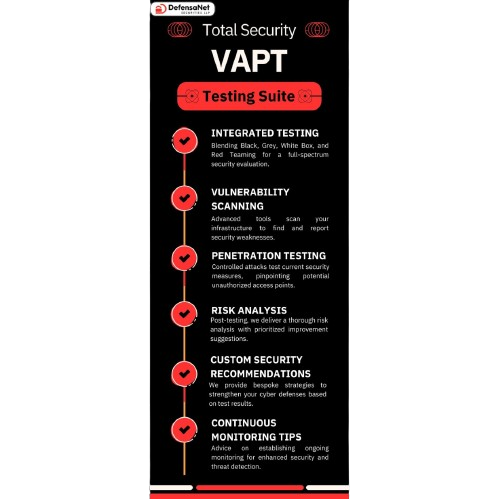 DefensaNet
SECURITIES LLP
Total Security
VAPT
Testing Suite
INTEGRATED TESTING
Blending Black, Grey, White Box, and
Red Teaming for a full-spectrum
security evaluation.
VULNERABILITY
SCANNING
Advanced tools scan your
infrastructure to find and report
security weaknesses.
PENETRATION TESTING
Controlled attacks test current security
measures, pinpointing potential
unauthorized access points.
RISK ANALYSIS
Post-testing, we deliver a thorough risk
analysis with prioritized improvement
suggestions.
CUSTOM SECURITY
RECOMMENDATIONS
We provide bespoke strategies to
strengthen your cyber defenses based
on test results.
CONTINUOUS
MONITORING TIPS
Advice on establishing ongoing
monitoring for enhanced security and
threat detection.